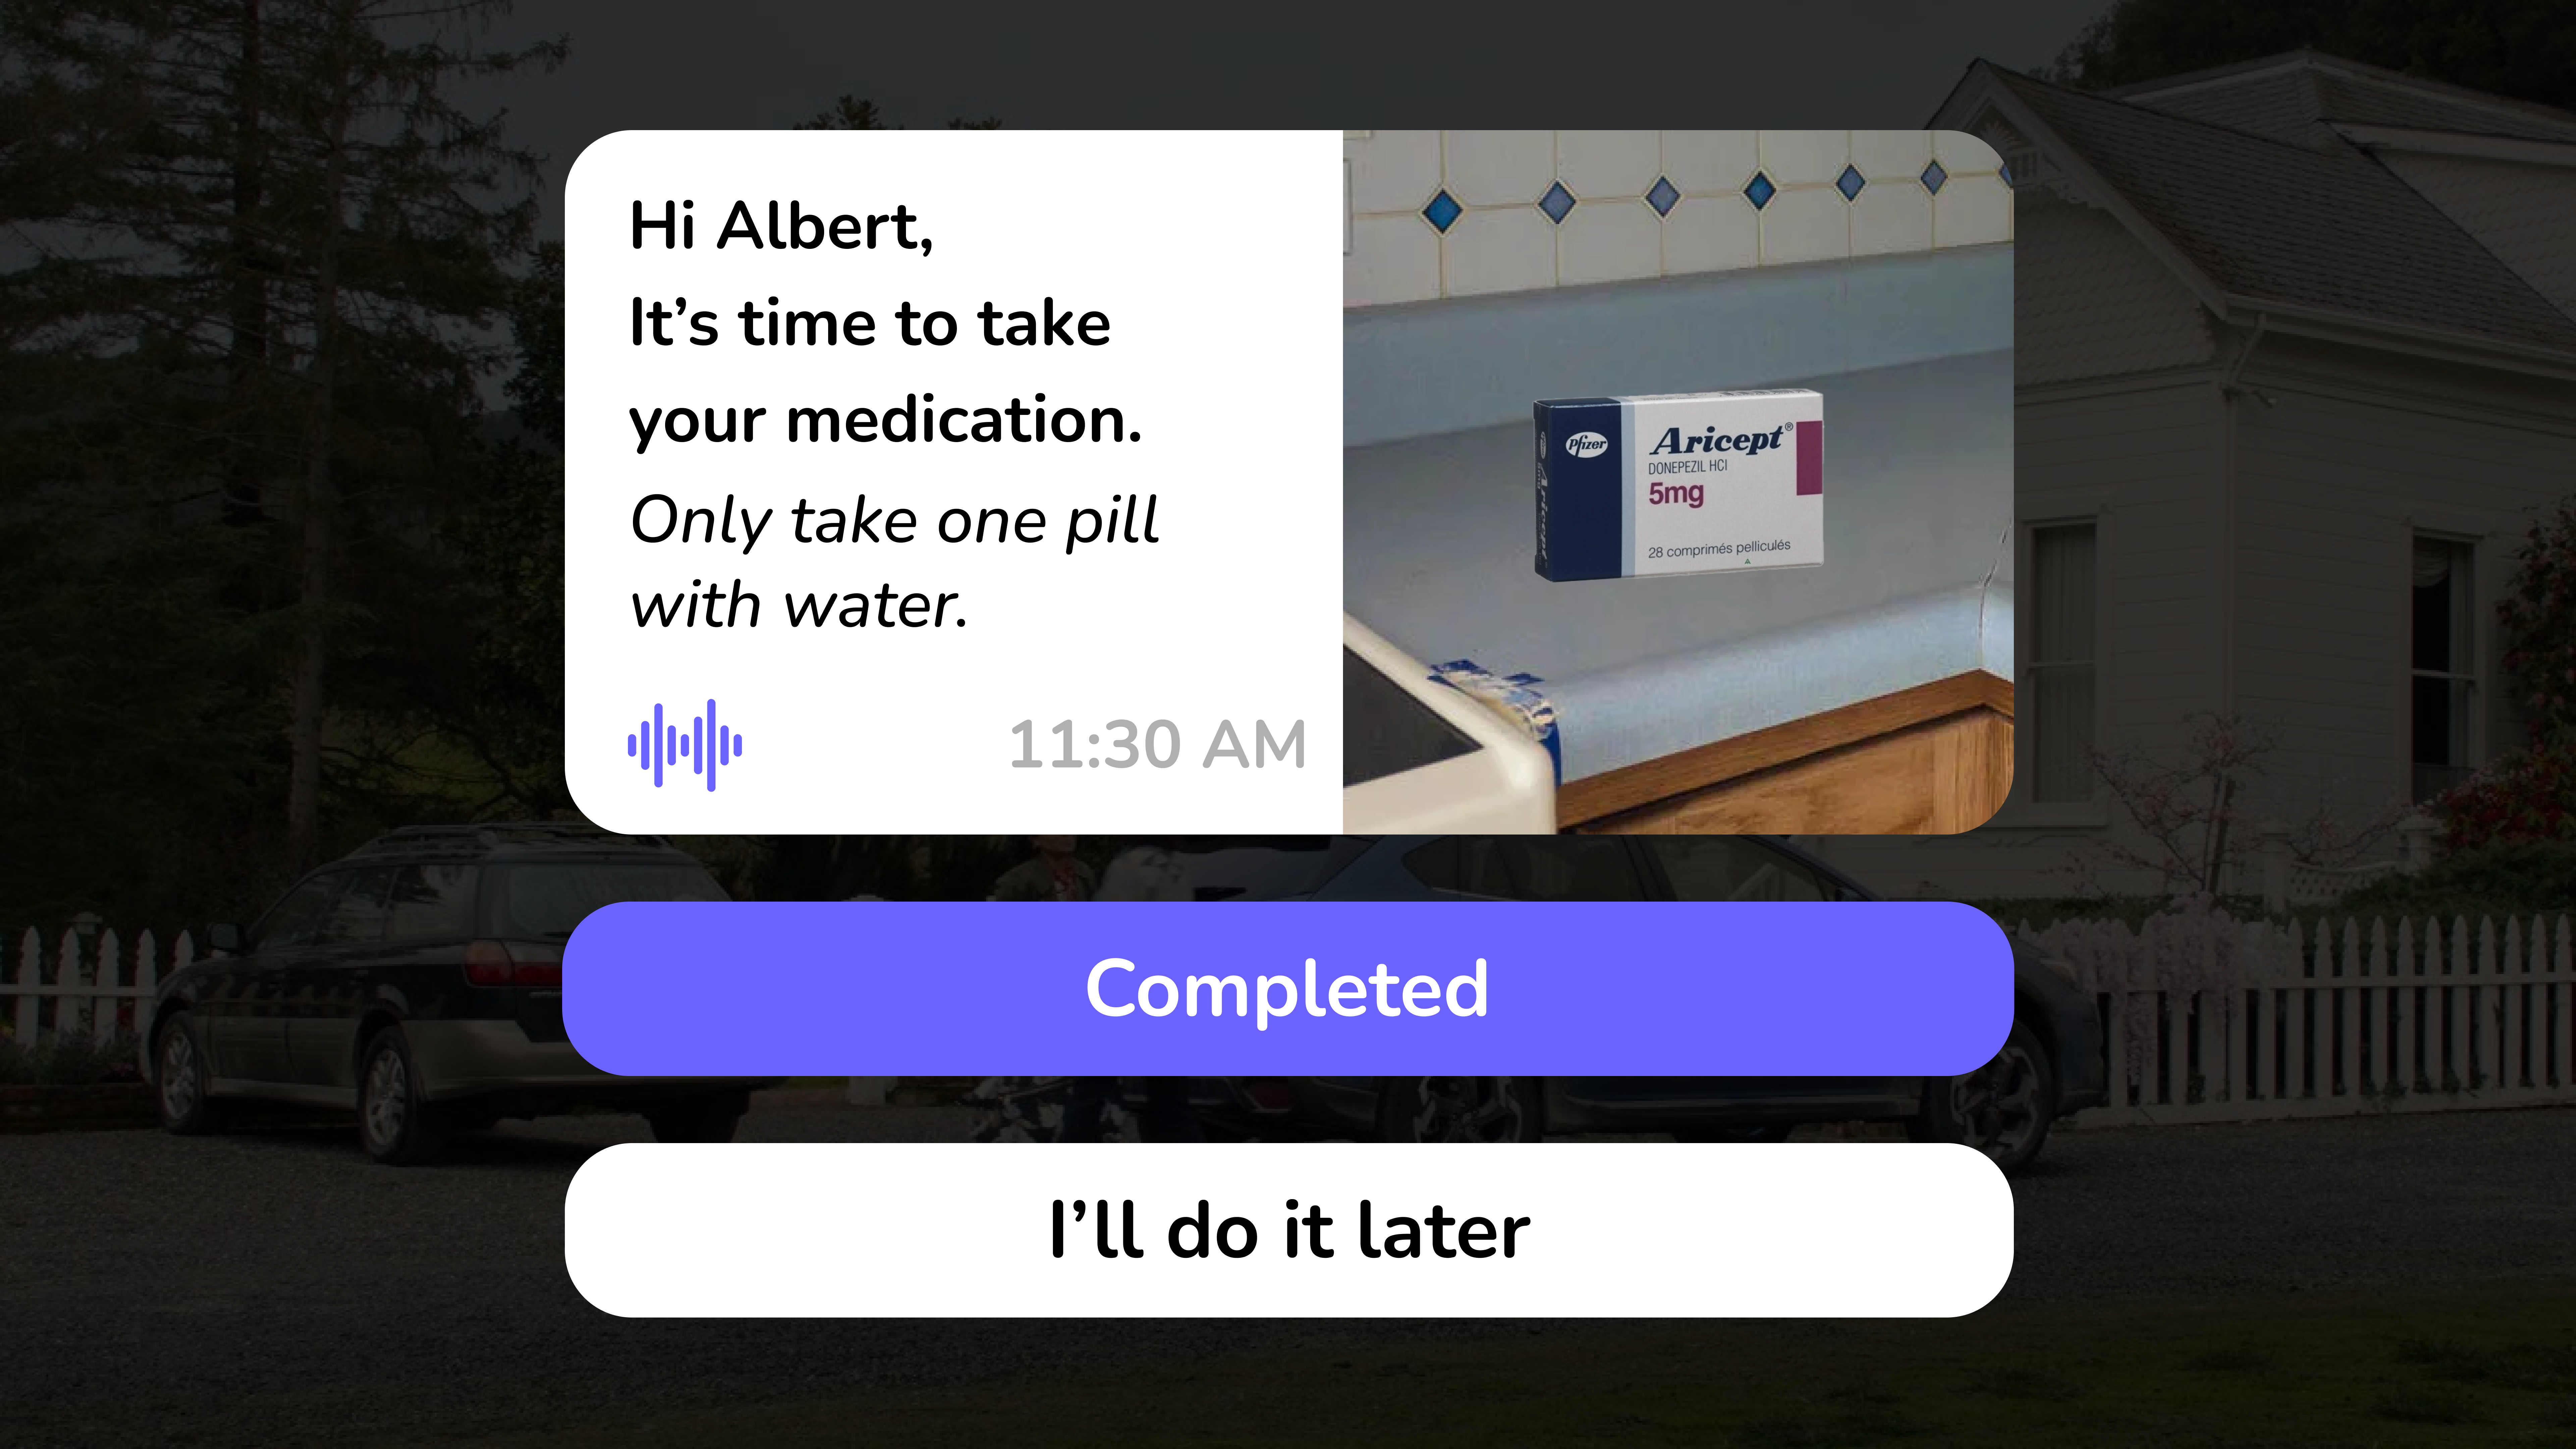 Hi Albert,
It’s time to take
your medication.
Only take one pill
with water.
11:30 AM
Pfizer
Aricept®
DONEPEZIL HCl
5mg
28 comprimés pelliculés
Aricept
Completed
I’ll do it later